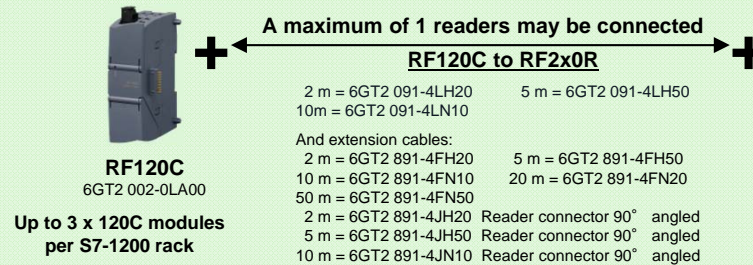 A maximum of 1 readers may be connected
RF120C to RF2x0R
2 m = 6GT2 091-4LH20 5 m = 6GT2 091-4LH50
10m = 6GT2 091-4LN10
And extension cables:
2 m = 6GT2 891-4FH20 5 m = 6GT2 891-4FH50
10 m = 6GT2 891-4FN10 20 m = 6GT2 891-4FN20
50 m = 6GT2 891-4FN50
2 m = 6GT2 891-4JH20 Reader connector 90° angled
5 m = 6GT2 891-4JH50 Reader connector 90° angled
10 m = 6GT2 891-4JN10 Reader connector 90° angled
RF120C
6GT2 002-0LA00
Up to 3 x 120C modules
per S7-1200 rack